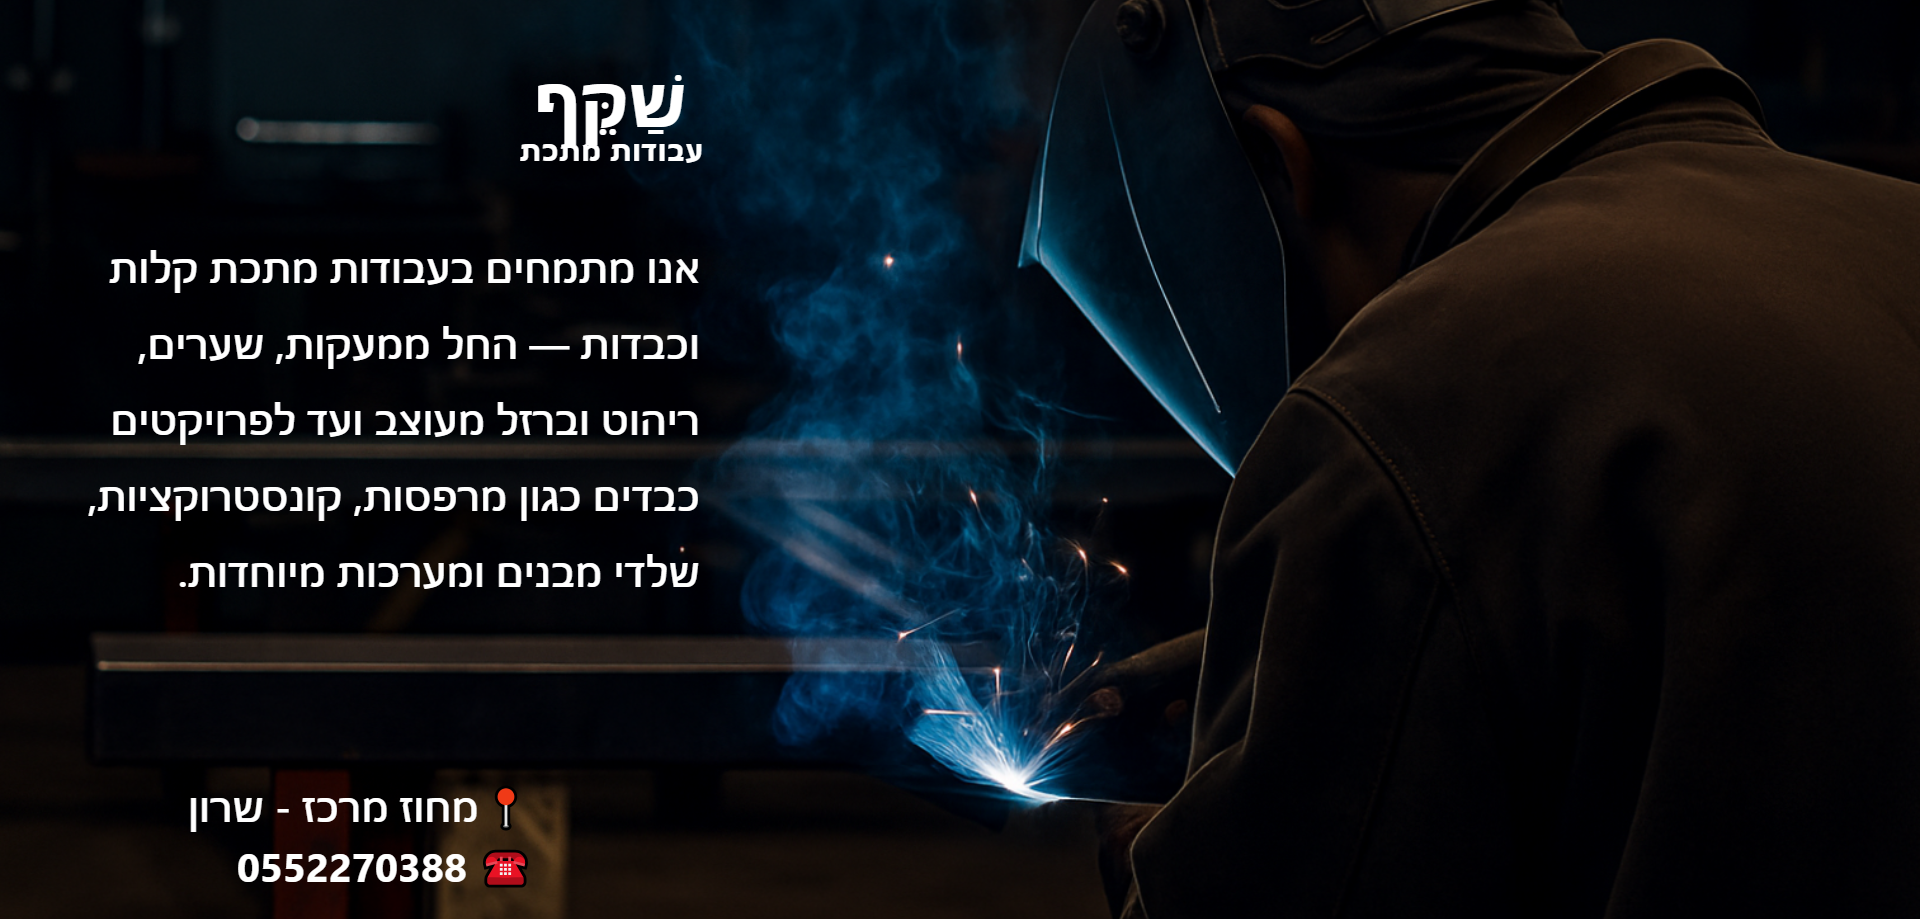 שַׁקֵּף
עבודות מתכת
אנו מתמחים בעבודות מתכת קלות
וכבדות — החל ממעקות, שערים,
ריהוט וברזל מעוצב ועד לפרויקטים
כבדים כגון מרפסות, קונסטרוקציות,
שלדי מבנים ומערכות מיוחדות.
📍 מחוז מרכז - שרון
☎️ 0552270388